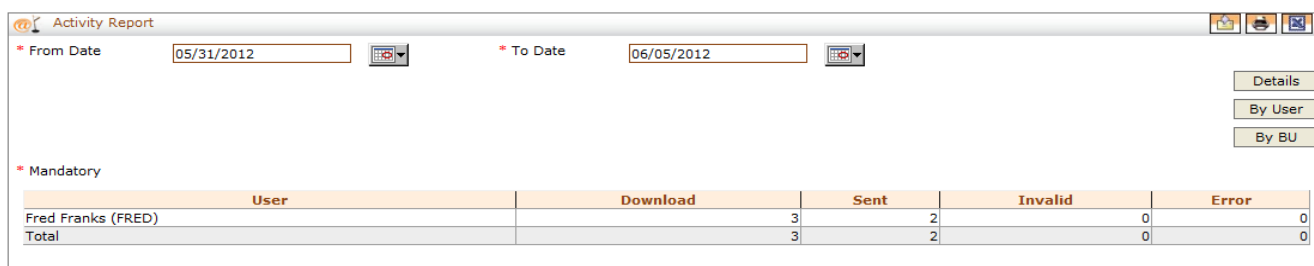 Activity Report
* From Date 05/31/2012 * To Date 06/05/2012
Details
By User
By BU
* Mandatory
User Download Sent Invalid Error
Fred Franks (FRED) 3 2 0 0
Total 3 2 0 0